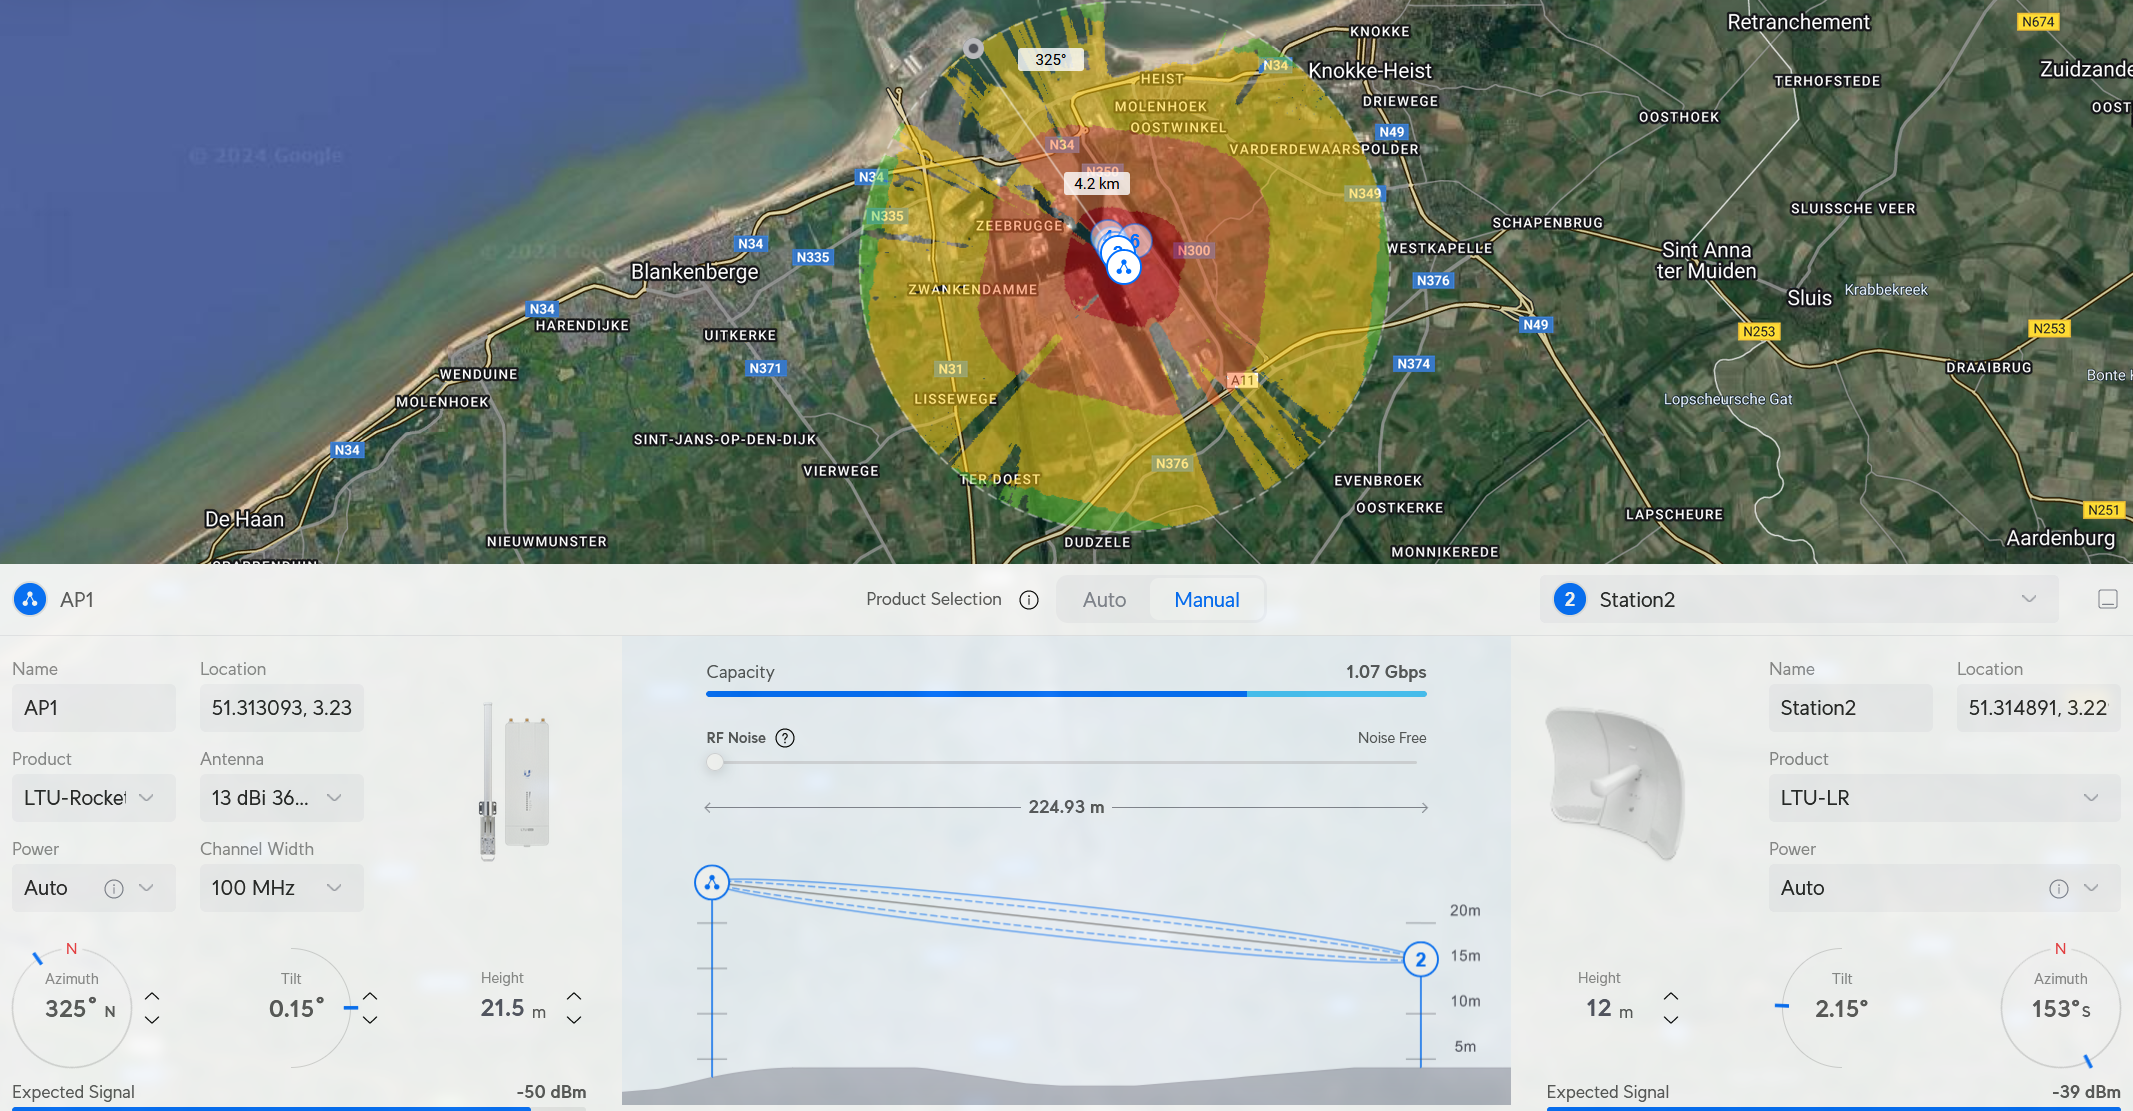 KNOKKE
Retranchement
N674
325°
HEIST
N34
Knokke-Heist
Zuidzande
TERHOFSTEDE
MOLENHOEK
DRIEWEGE
OOSTHOEK
OOSTWINKEL
N49
VARDERDEWAARSPOLDER
© 2024 Google
N34
N34
N350
4.2 km
N349
N335
SLUISSCHE VEER
SCHAPENBRUG
ZEEBRUGGE
6
N34
N335
N300
WESTKAPELLE
Sint Anna
ter Muiden
© 2024 Google
Blankenberge
N376
ZWANKENDAMME
Krabbekreek
Sluis
N34
HARENDIJKE
UITKERKE
N49
N253
N253
N371
N31
N374
DRAAIBRUG
WENDUINE
A11
Bonte K
MOLENHOEK
LISSEWEGE
Lopscheursche Gat
SINT-JANS-OP-DEN-DIJK
N34
VIERWEGE
N376
TER DOEST
EVENBROEK
OOSTKERKE
N251
De Haan
LAPSCHEURE
NIEUWMUNSTER
DUDZELE
MONNIKEREDE
Aardenburg
AP1
Product Selection
Auto
Manual
2
Station2
Name
Location
AP1
51.313093, 3.23
Product
Antenna
LTU-Rocket
13 dBi 36...
Power
Channel Width
Auto
100 MHz
N
Azimuth
325° N
Tilt
0.15°
Height
21.5 m
Expected Signal
-50 dBm
Capacity
1.07 Gbps
RF Noise
Noise Free
224.93 m
20m
15m
10m
5m
2
Name
Location
Station2
51.314891, 3.22
Product
LTU-LR
Power
Auto
Height
12 m
Tilt
2.15°
N
Azimuth
153° S
Expected Signal
-39 dBm